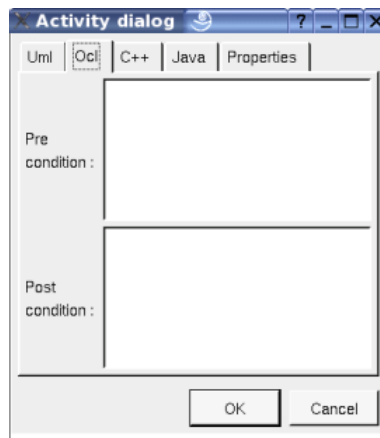 Activity dialog ?
Uml Ocl C++ Java Properties
Pre
condition :
Post
condition :
OK Cancel